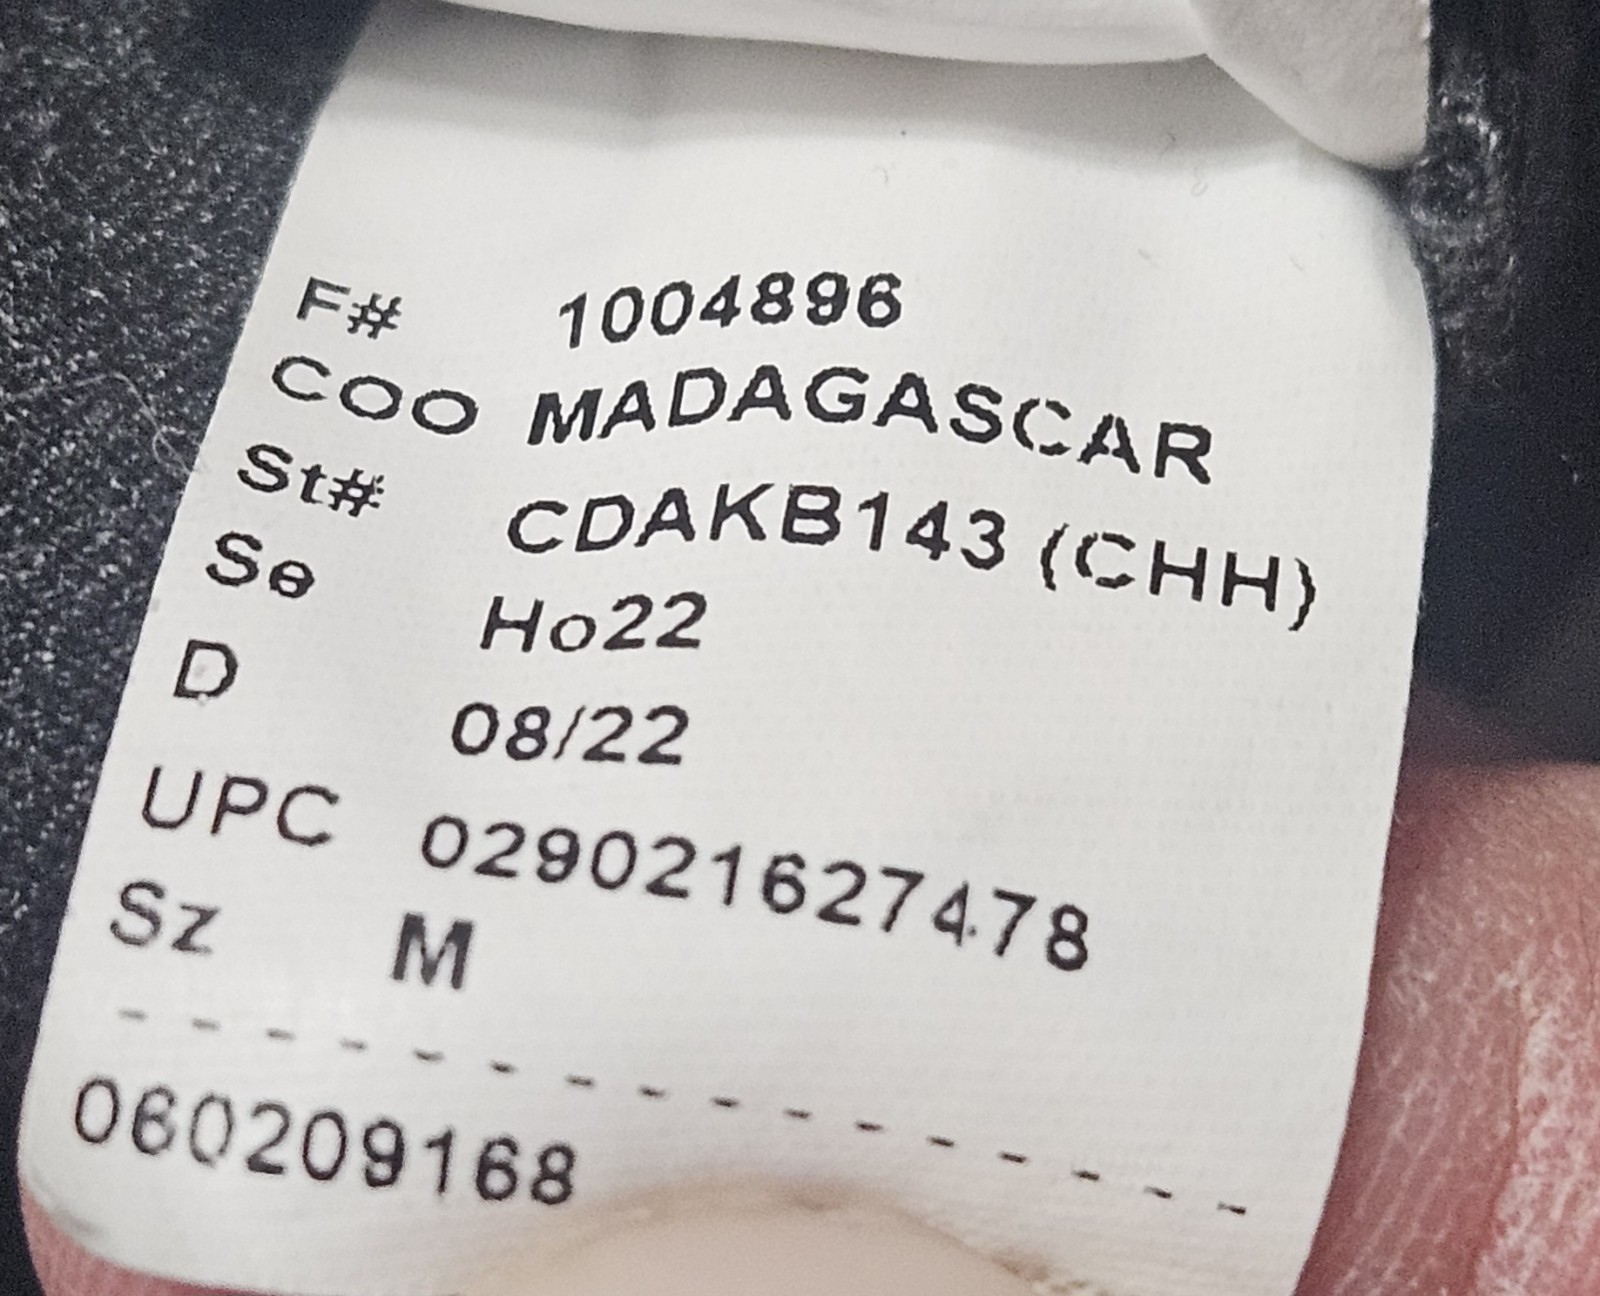 F# 1004896
COO MADAGASCAR
St# CDAKB143 (CHH)
Se Ho22
D 08/22
UPC 029021627478
Sz M
- - - - - - - - - - - - - - - -
060209168